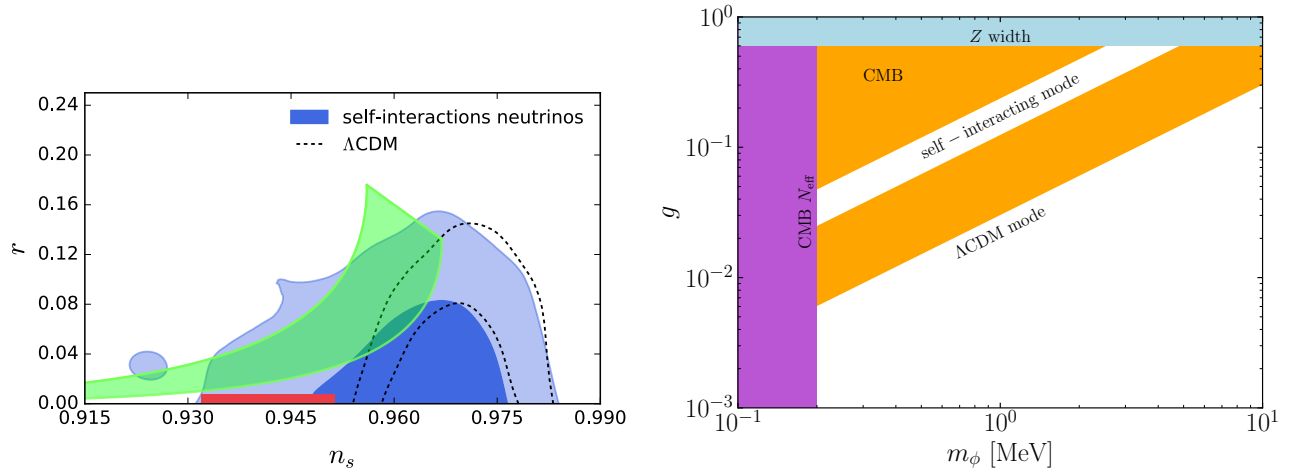 0.24
0.20
0.16
0.12
0.08
0.04
0.00
r
self-interactions neutrinos
ΛCDM
0.915
0.930
0.945
0.960
0.975
0.990
n_s
10^0
10^-1
10^-2
10^-3
g
Z width
CMB
self − interacting mode
CMB N_eff
ΛCDM mode
10^-1
10^0
10^1
m_ϕ [MeV]